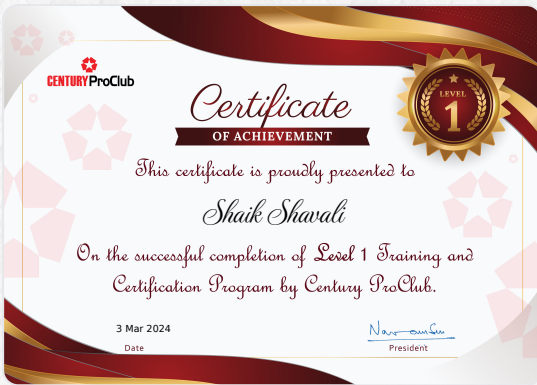 CENTURY ProClub
Certificate
OF ACHIEVEMENT
LEVEL
1
This certificate is proudly presented to
Shaik Shavali
On the successful completion of Level 1 Training and
Certification Program by Century ProClub.
3 Mar 2024
Date
President